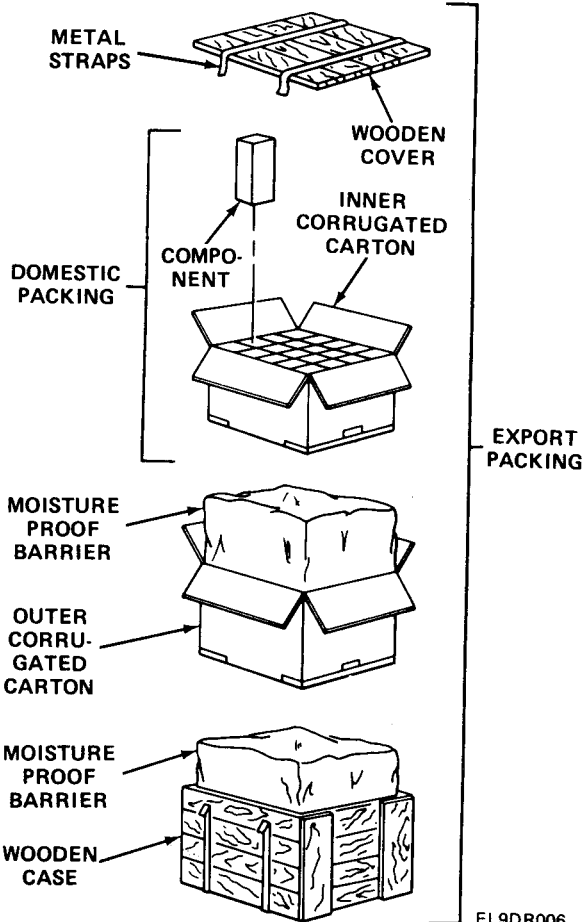 METAL
STRAPS
WOODEN
COVER
INNER
CORRUGATED
CARTON
COMPO-
NENT
DOMESTIC
PACKING
EXPORT
PACKING
MOISTURE
PROOF
BARRIER
OUTER
CORRU-
GATED
CARTON
MOISTURE
PROOF
BARRIER
WOODEN
CASE
EL9DR006